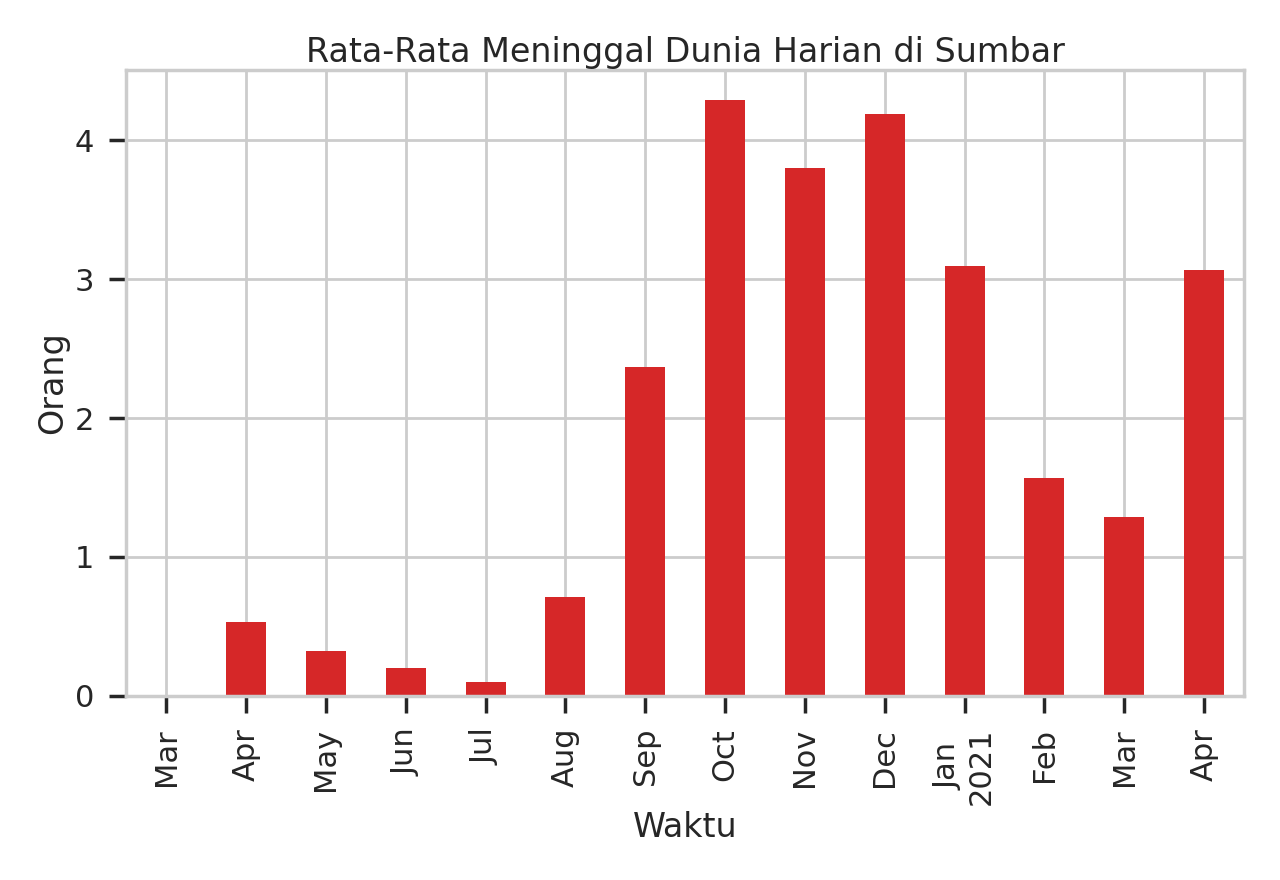 Rata-Rata Meninggal Dunia Harian di Sumbar
Orang
4
3
2
1
0
Mar
Apr
May
Jun
Jul
Aug
Sep
Oct
Nov
Dec
Jan
2021
Feb
Mar
Apr
Waktu